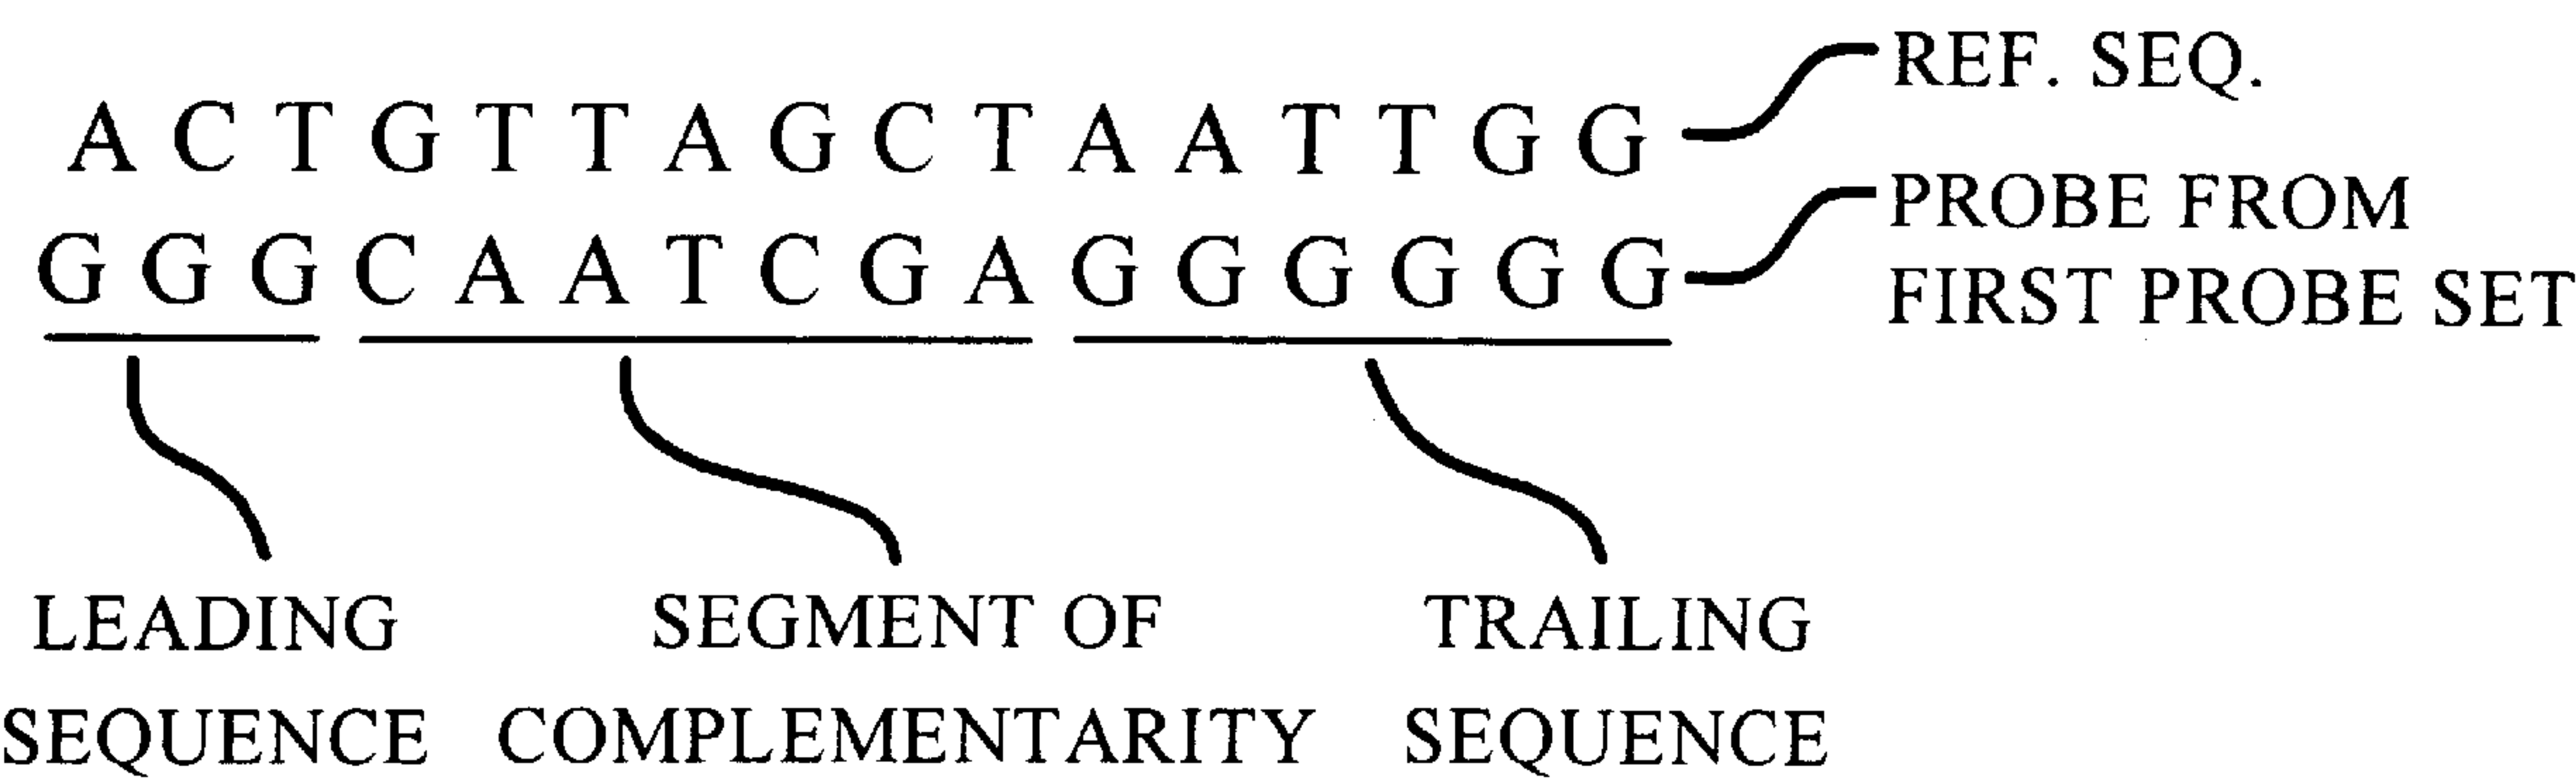 REF. SEQ.
A C T G T T A G C T A A T T G G
PROBE FROM
FIRST PROBE SET
G G G C A A T C G A G G G G G G
LEADING
SEQUENCE
SEGMENT OF
COMPLEMENTARITY
TRAILING
SEQUENCE